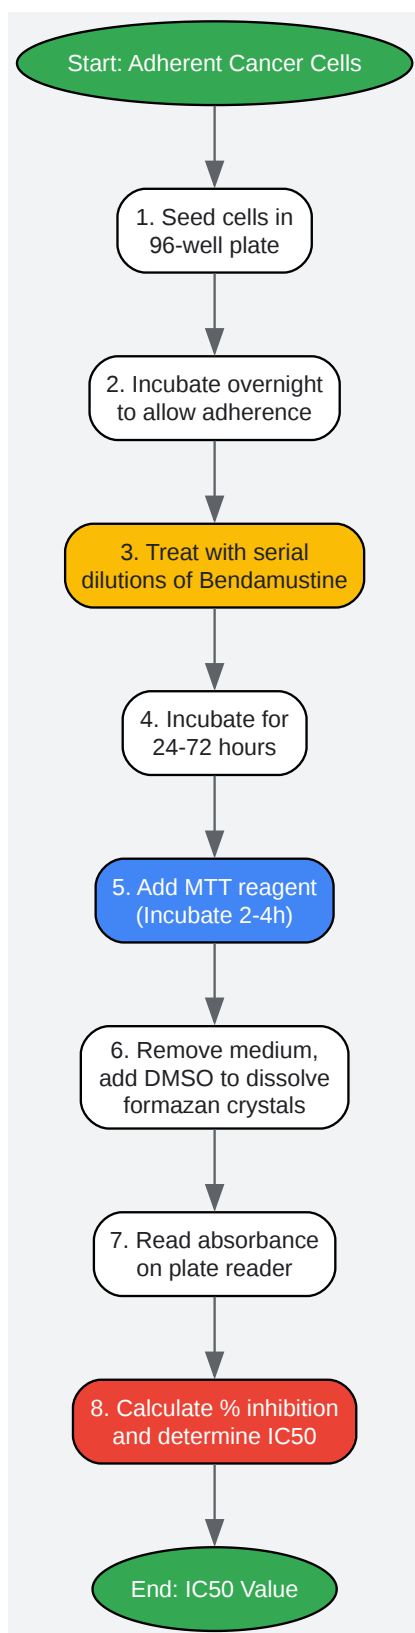 Start: Adherent Cancer Cells
1. Seed cells in
96-well plate
2. Incubate overnight
to allow adherence
3. Treat with serial
dilutions of Bendamustine
4. Incubate for
24-72 hours
5. Add MTT reagent
(Incubate 2-4h)
6. Remove medium,
add DMSO to dissolve
formazan crystals
7. Read absorbance
on plate reader
8. Calculate % inhibition
and determine IC50
End: IC50 Value